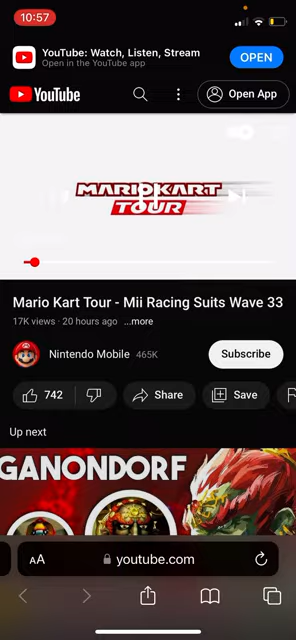 10:57
YouTube: Watch, Listen, Stream
Open in the YouTube app
OPEN
YouTube
Open App
MARIOKART
TOUR
Mario Kart Tour - Mii Racing Suits Wave 33
17K views · 20 hours ago ...more
Nintendo Mobile 465K
Subscribe
742
Share
Save
Up next
GANONDORF
AA
youtube.com